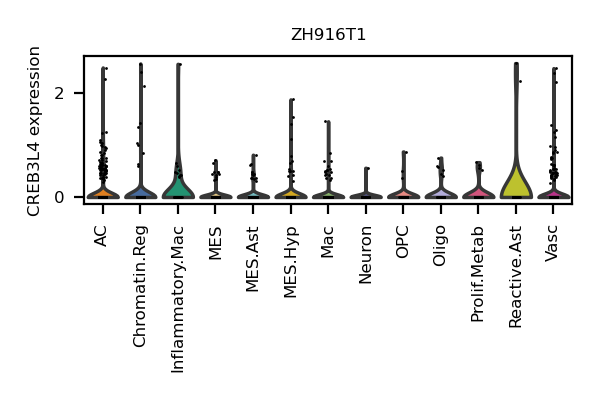 ZH916T1
CREB3L4 expression
2
0
AC
Chromatin.Reg
Inflammatory.Mac
MES
MES.Ast
MES.Hyp
Mac
Neuron
OPC
Oligo
Prolif.Metab
Reactive.Ast
Vasc